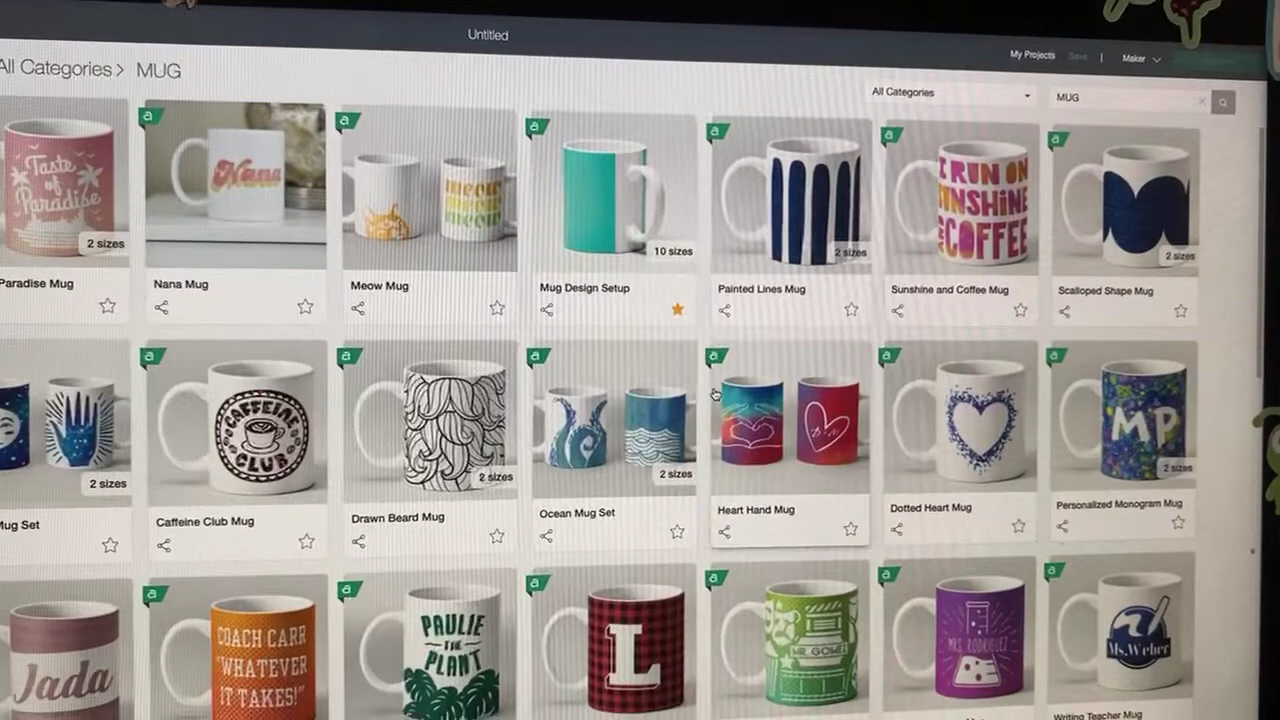 Untitled
My Projects Save | Maker
All Categories > MUG
All Categories
MUG
a a a a a a
Taste
of
Paradise
Nana
meow
meow
meow
I RUN ON
SUNSHINE
COFFEE
2 sizes
10 sizes
2 sizes
2 sizes
Paradise Mug
Nana Mug
Meow Mug
Mug Design Setup
Painted Lines Mug
Sunshine and Coffee Mug
Scalloped Shape Mug
a a a a a a
CAFFEINE
CLUB
MP
2 sizes
2 sizes
2 sizes
2 sizes
Mug Set
Caffeine Club Mug
Drawn Beard Mug
Ocean Mug Set
Heart Hand Mug
Dotted Heart Mug
Personalized Monogram Mug
a a a a a a
Jada
COACH CARR
"WHATEVER
IT TAKES!"
PAULIE
THE
PLANT
L
MR. GOMEZ
MRS. RODRIGUEZ
Ms.Weber
Writing Teacher Mug